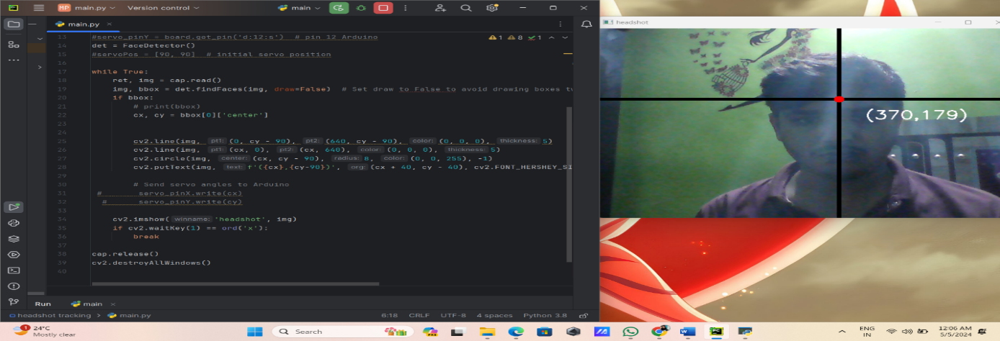 MP main.py Version control main
main.py
13 #servo_pinY = board.get_pin('d:12:s') # pin 12 Arduino 1 8 1
14 det = FaceDetector()
15 #servoPos = [90, 90] # initial servo position
16
17 while True:
18 ret, img = cap.read()
19 img, bbox = det.findFaces(img, draw=False) # Set draw to False to avoid drawing boxes tw
20 if bbox:
21 # print(bbox)
22 cx, cy = bbox[0]['center']
23
24
25 cv2.line(img, pt1: (0, cy - 90), pt2: (640, cy - 90), color: (0, 0, 0), thickness: 5)
26 cv2.line(img, pt1: (cx, 0), pt2: (cx, 640), color: (0, 0, 0), thickness: 5)
27 cv2.circle(img, center: (cx, cy - 90), radius: 8, color: (0, 0, 255), -1)
28 cv2.putText(img, text: f'({cx},{cy-90})', org: (cx + 40, cy - 40), cv2.FONT_HERSHEY_SI
29
30 # Send servo angles to Arduino
31 # servo_pinX.write(cx)
32 # servo_pinY.write(cy)
33
34 cv2.imshow( winname: 'headshot', img)
35 if cv2.waitKey(1) == ord('x'):
36 break
37
38 cap.release()
39 cv2.destroyAllWindows()
40
Run main
headshot tracking > main.py 6:18 CRLF UTF-8 4 spaces Python 3.8
headshot
(370,179)
1 24°C
Mostly clear
Search
ENG
IN
12:06 AM
5/5/2024